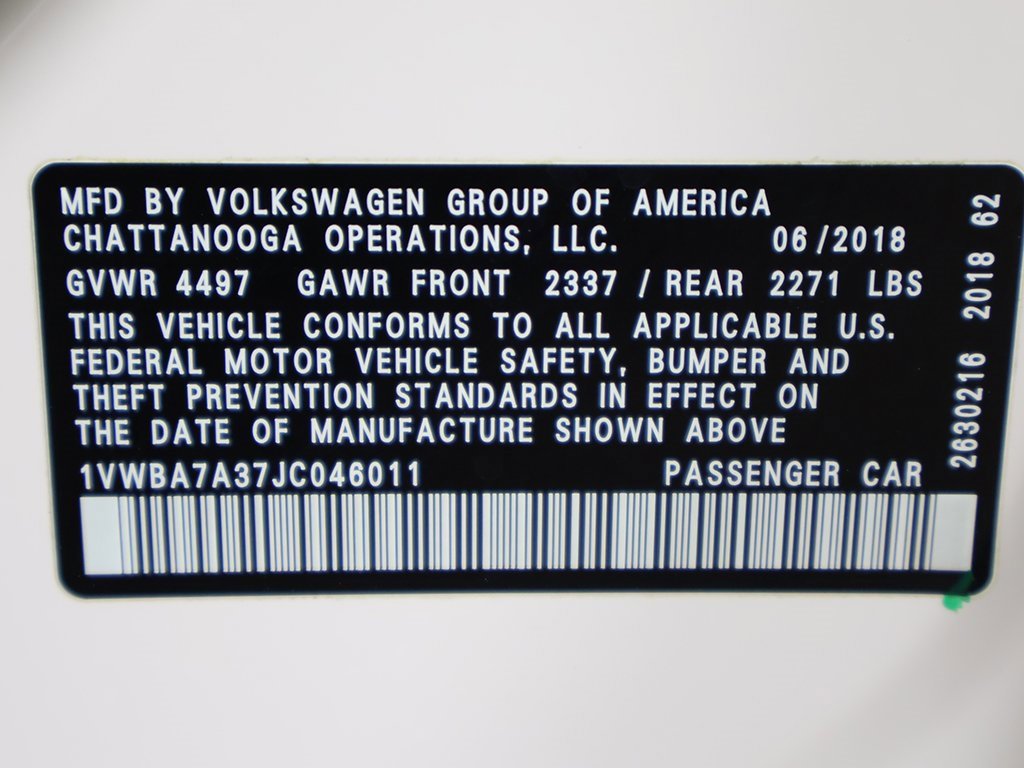 MFD BY VOLKSWAGEN GROUP OF AMERICA
CHATTANOOGA OPERATIONS, LLC. 06/2018
GVWR 4497 GAWR FRONT 2337 / REAR 2271 LBS
THIS VEHICLE CONFORMS TO ALL APPLICABLE U.S.
FEDERAL MOTOR VEHICLE SAFETY, BUMPER AND
THEFT PREVENTION STANDARDS IN EFFECT ON
THE DATE OF MANUFACTURE SHOWN ABOVE
1VWBA7A37JC046011 PASSENGER CAR
2630216 2018 62